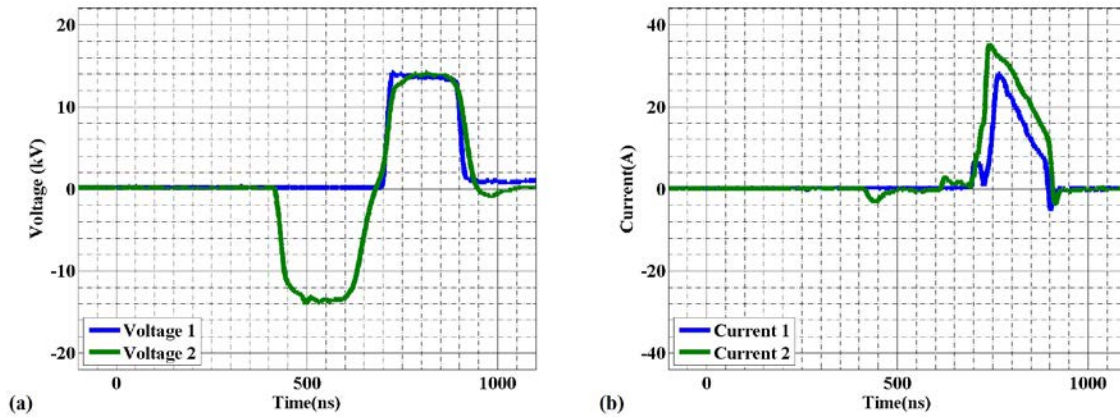 20
10
0
-10
-20
Voltage (kV)
Voltage 1
Voltage 2
0
500
1000
Time(ns)
(a)
40
20
0
-20
-40
Current(A)
Current 1
Current 2
0
500
1000
Time(ns)
(b)